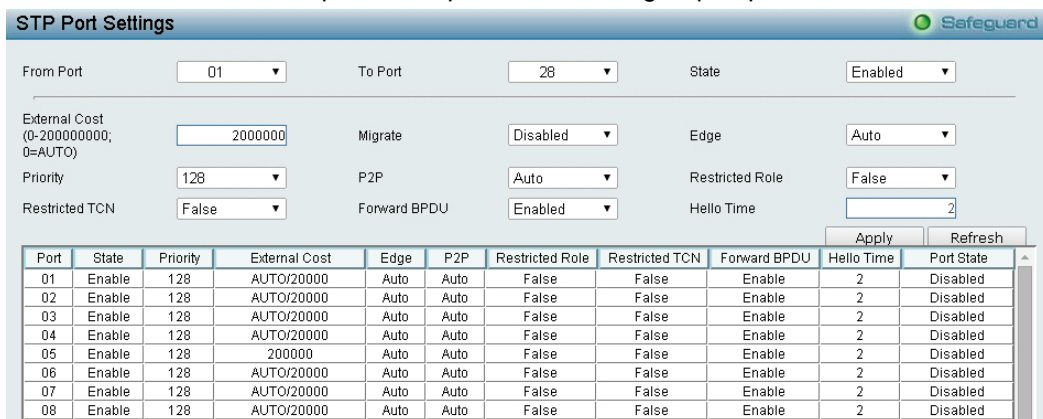 STP Port Settings Safeguard
From Port 01 To Port 28 State Enabled
External Cost
(0-200000000;
0=AUTO) 2000000 Migrate Disabled Edge Auto
Priority 128 P2P Auto Restricted Role False
Restricted TCN False Forward BPDU Enabled Hello Time 2
Apply Refresh
Port State Priority External Cost Edge P2P Restricted Role Restricted TCN Forward BPDU Hello Time Port State
01 Enable 128 AUTO/20000 Auto Auto False False Enable 2 Disabled
02 Enable 128 AUTO/20000 Auto Auto False False Enable 2 Disabled
03 Enable 128 AUTO/20000 Auto Auto False False Enable 2 Disabled
04 Enable 128 AUTO/20000 Auto Auto False False Enable 2 Disabled
05 Enable 128 200000 Auto Auto False False Enable 2 Disabled
06 Enable 128 AUTO/20000 Auto Auto False False Enable 2 Disabled
07 Enable 128 AUTO/20000 Auto Auto False False Enable 2 Disabled
08 Enable 128 AUTO/20000 Auto Auto False False Enable 2 Disabled